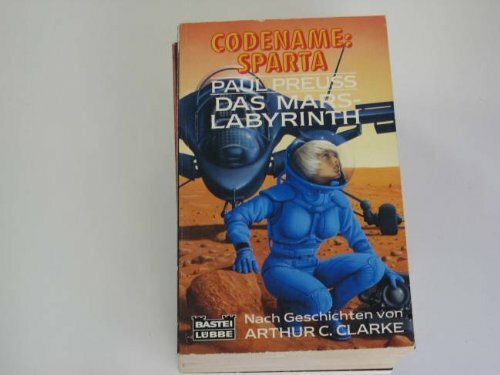 CODENAME:
SPARTA
PAUL PREUSS
DAS MARS-
LABYRINTH
Nach Geschichten von
ARTHUR C. CLARKE
BASTEI
LÜBBE